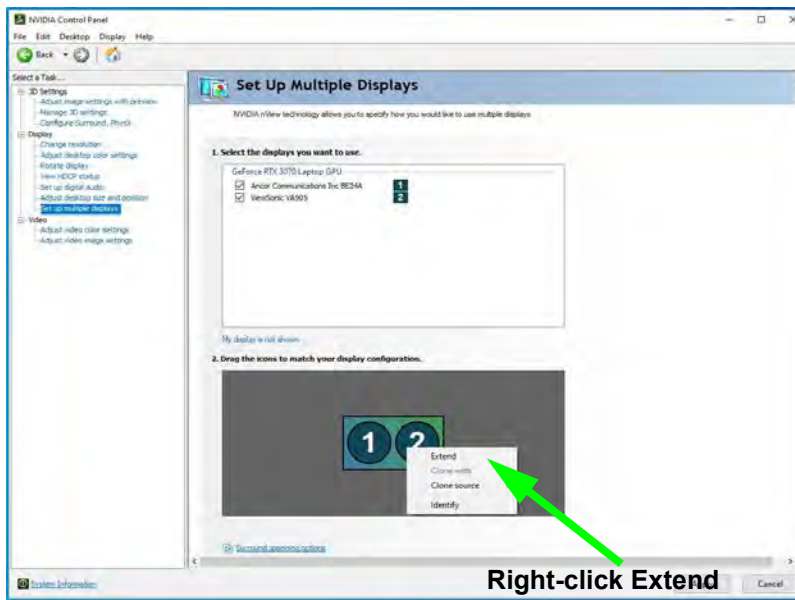 NVIDIA Control Panel
File Edit Desktop Display Help
Back
Select a Task...
3D Settings
Adjust image settings with preview
Manage 3D settings
Configure Surround, PhysX
Display
Change resolution
Adjust desktop color settings
Rotate display
View HDCP status
Set up digital audio
Adjust desktop size and position
Set up multiple displays
Video
Adjust video color settings
Adjust video image settings
Set Up Multiple Displays
NVIDIA nView technology allows you to specify how you would like to use multiple displays.
1. Select the displays you want to use.
GeForce RTX 3070 Laptop GPU
Ancor Communications Inc BE24A 1
ViewSonic VA905 2
My display is not shown
2. Drag the icons to match your display configuration.
1 2
Extend
Clone with
Clone source
Identify
Surround spanning options
Right-click Extend
System Information
Cancel